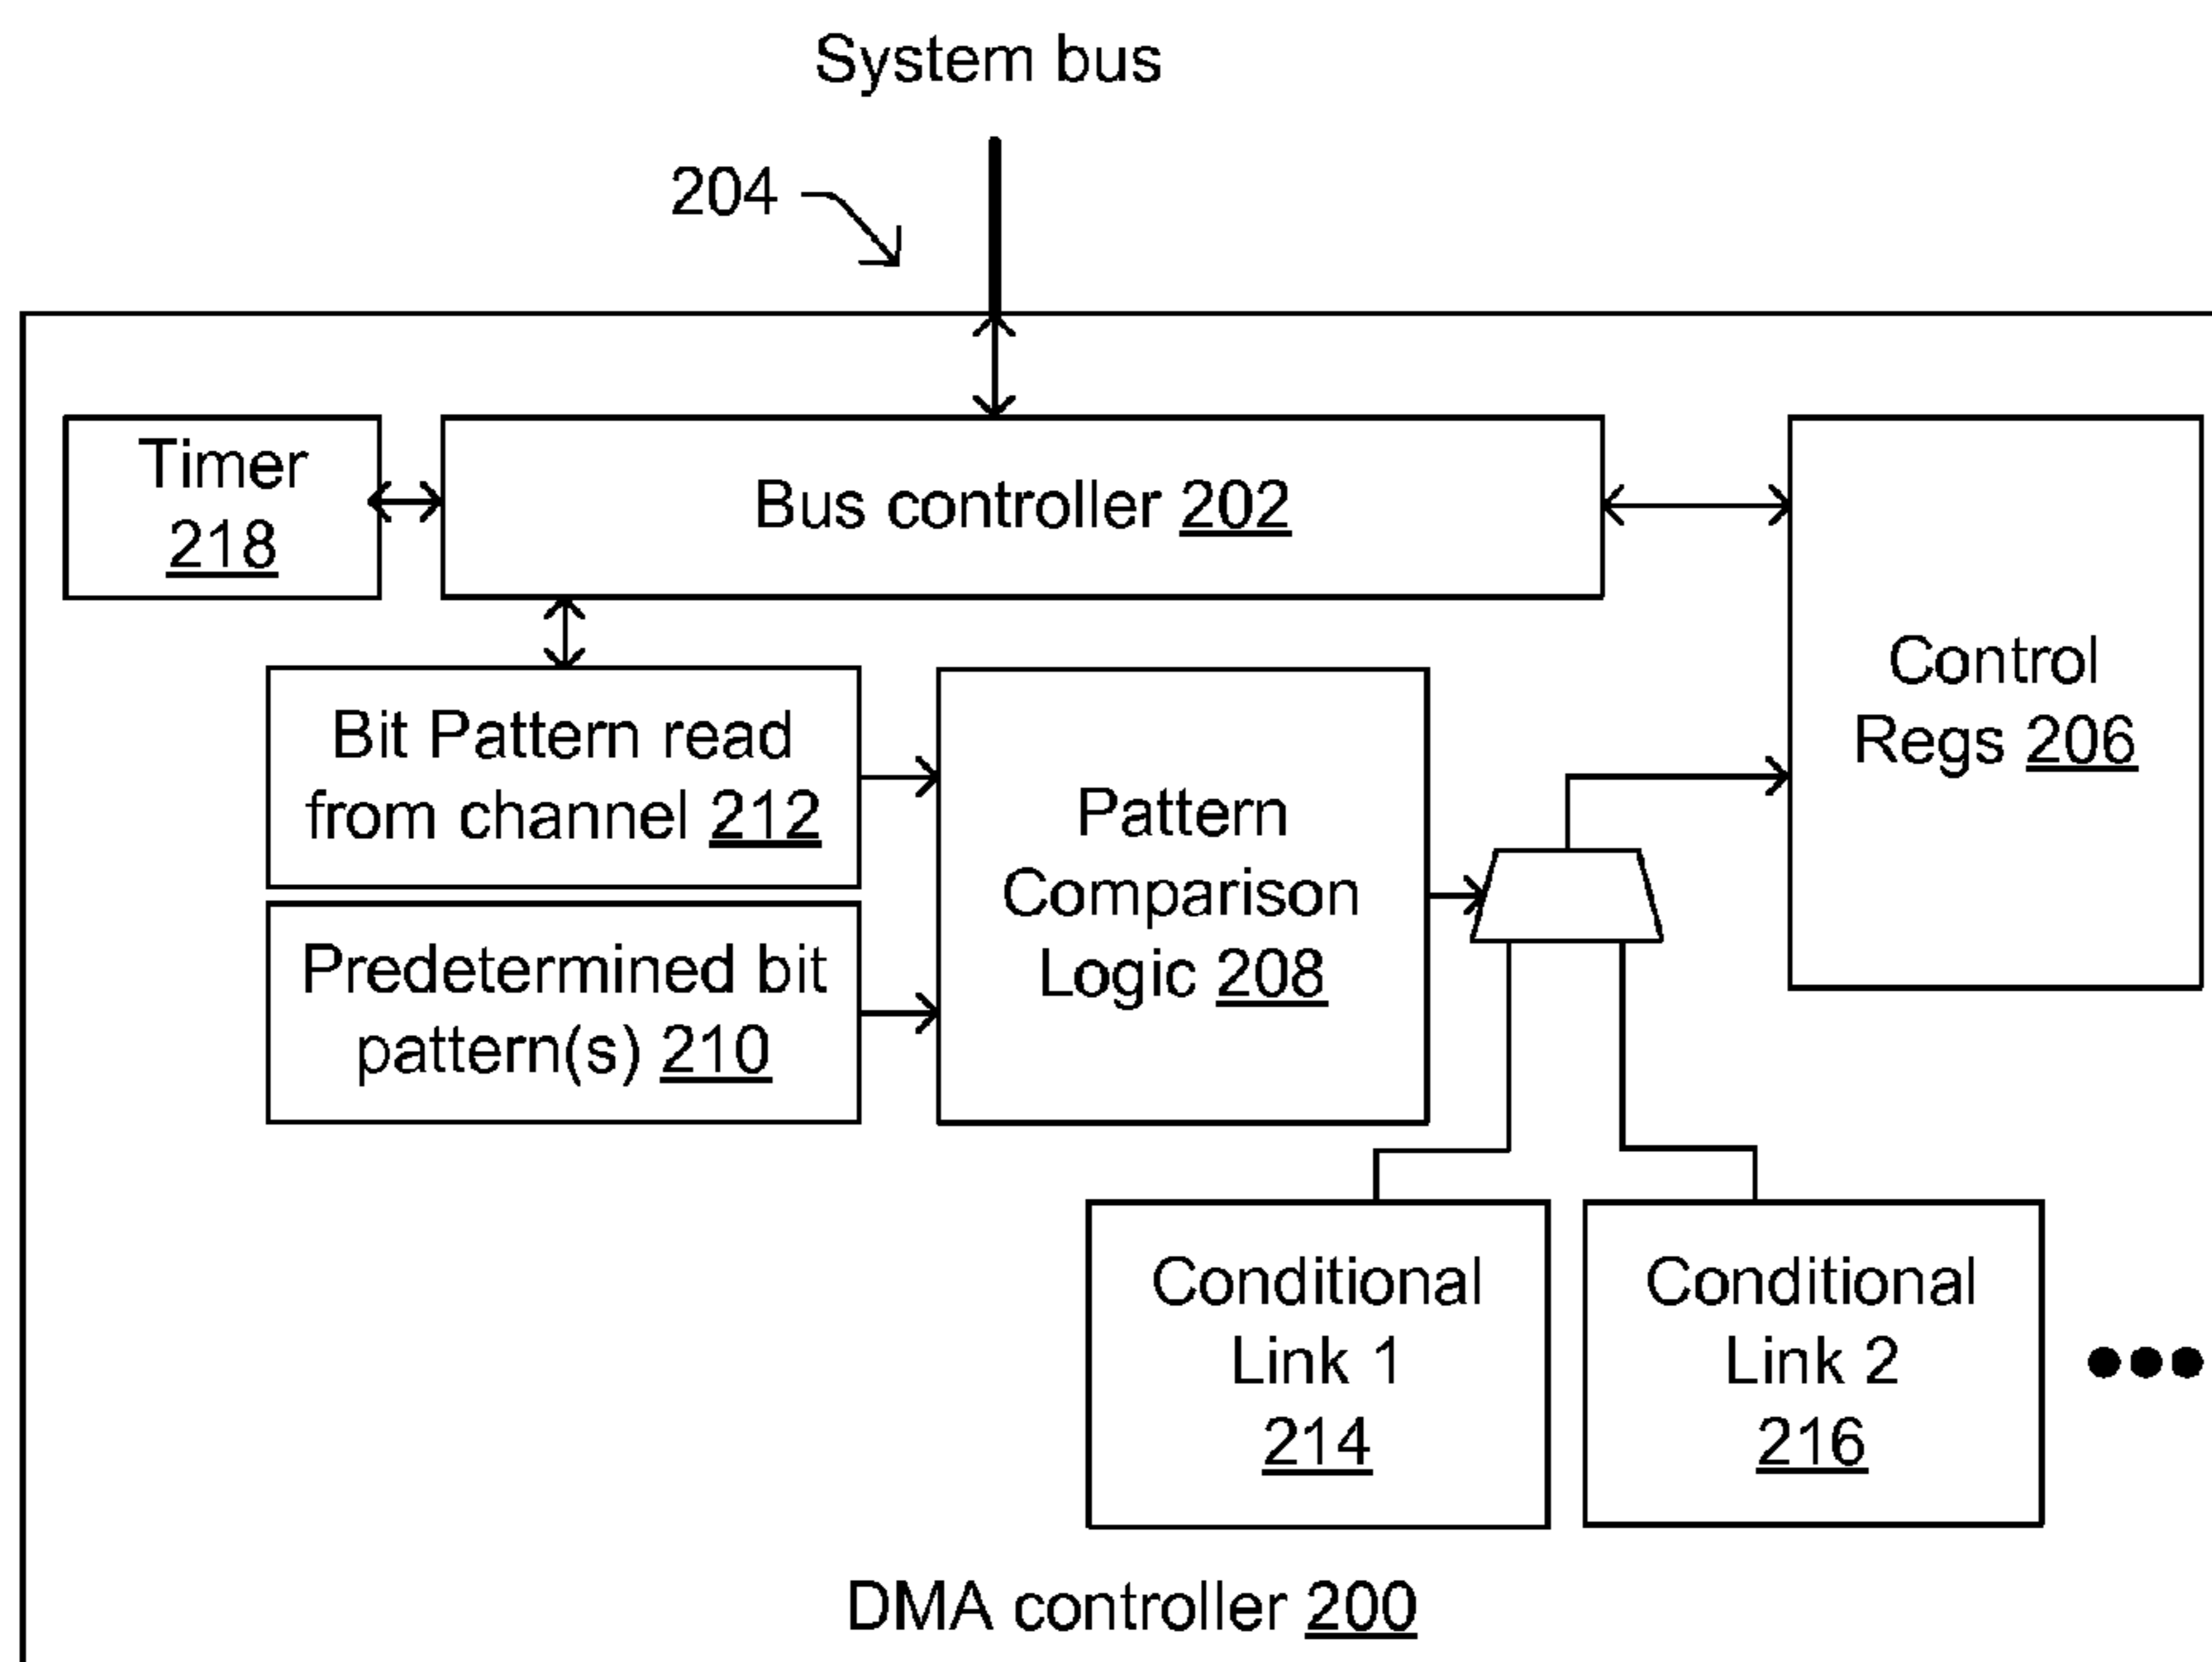 System bus
204
Timer
218
Bus controller 202
Control
Regs 206
Bit Pattern read
from channel 212
Pattern
Comparison
Logic 208
Predetermined bit
pattern(s) 210
Conditional
Link 1
214
Conditional
Link 2
216
DMA controller 200